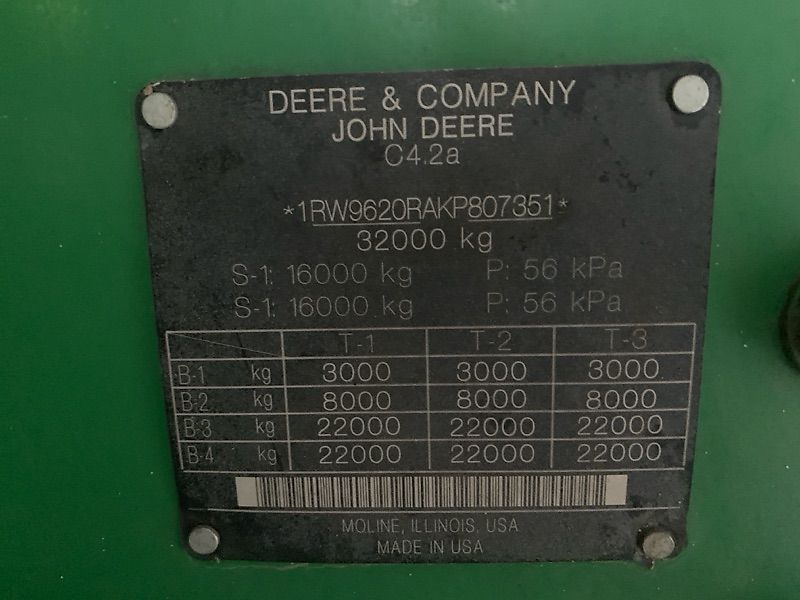 DEERE & COMPANY
JOHN DEERE
C4.2a
*1RW9620RAKP807351*
32000 kg
S-1: 16000 kg P: 56 kPa
S-1: 16000 kg P: 56 kPa
T-1 T-2 T-3
B-1 kg 3000 3000 3000
B-2 kg 8000 8000 8000
B-3 kg 22000 22000 22000
B-4 kg 22000 22000 22000
MOLINE, ILLINOIS, USA
MADE IN USA